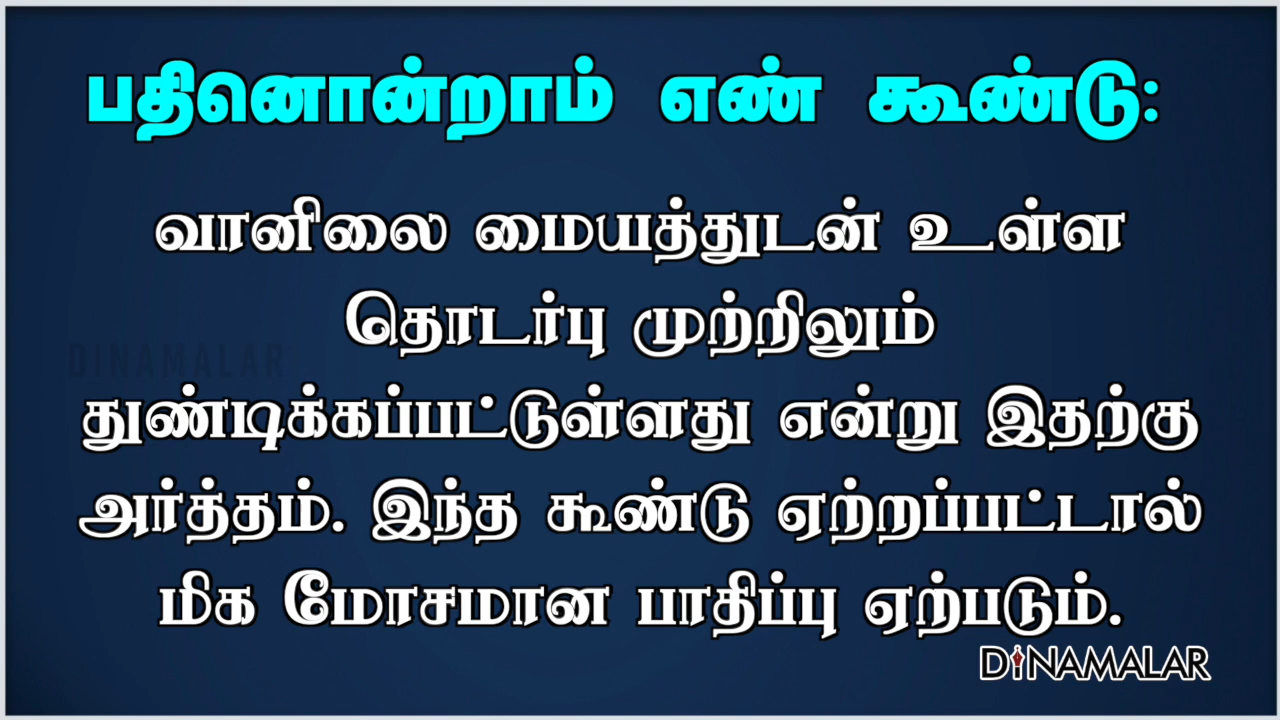 பதினொன்றாம் எண் கூண்டு:
வானிலை மையத்துடன் உள்ள
தொடர்பு முற்றிலும்
DINAMALAR
துண்டிக்கப்பட்டுள்ளது என்று இதற்கு
அர்த்தம். இந்த கூண்டு ஏற்றப்பட்டால்
மிக மோசமான பாதிப்பு ஏற்படும்.
DINAMALAR